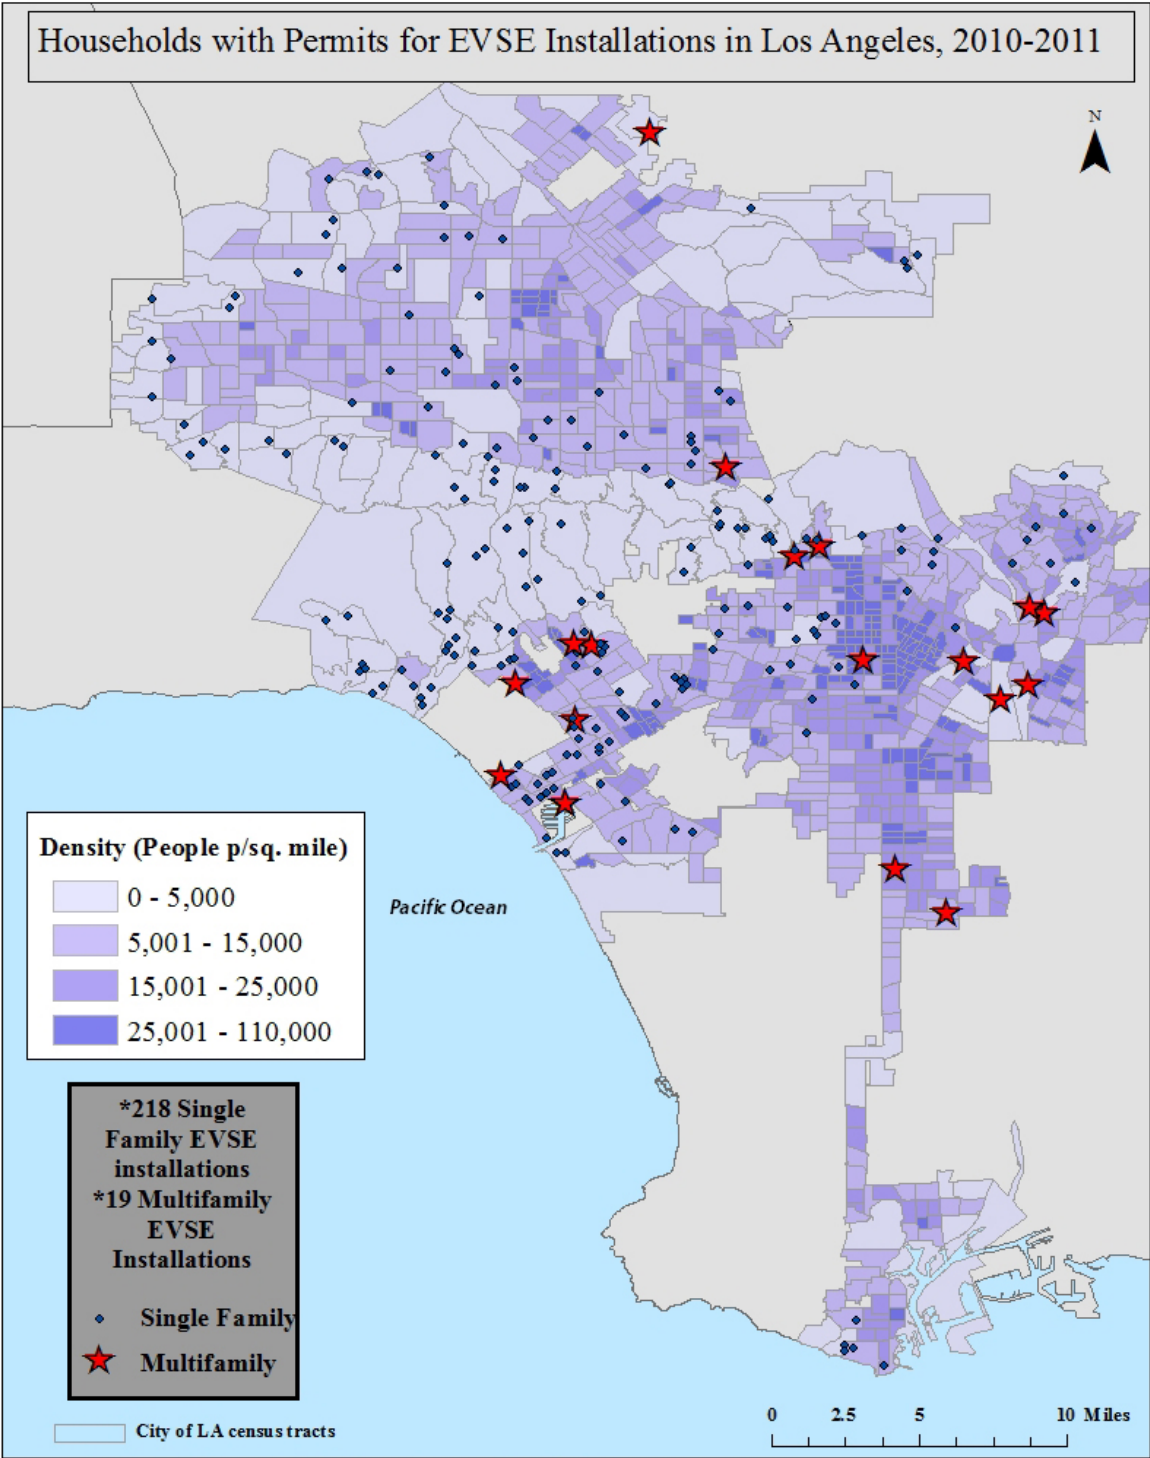 Households with Permits for EVSE Installations in Los Angeles, 2010-2011
N
Density (People p/sq. mile)
0 - 5,000
5,001 - 15,000
15,001 - 25,000
25,001 - 110,000
Pacific Ocean
*218 Single
Family EVSE
installations
*19 Multifamily
EVSE
Installations
Single Family
Multifamily
City of LA census tracts
0 2.5 5 10 Miles